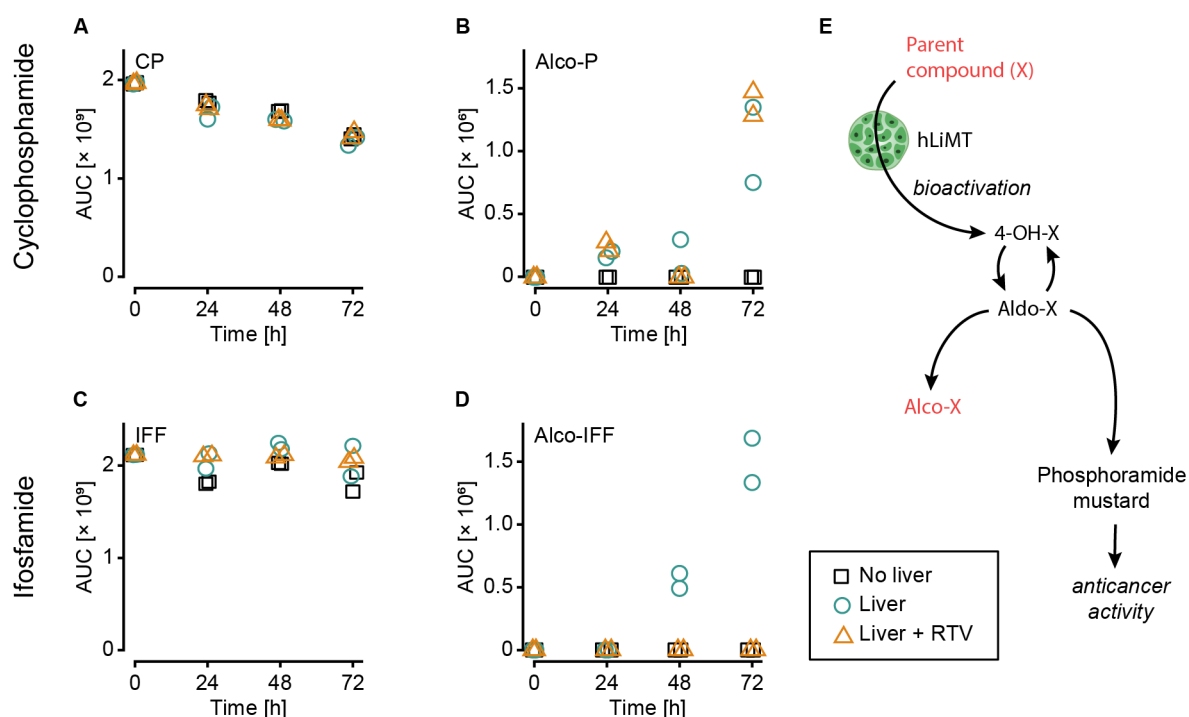 Cyclophosphamide
A
CP
AUC [× 10⁹]
2
1
0
0 24 48 72
Time [h]
B
Alco-P
AUC [× 10⁶]
1.5
1.0
0.5
0
0 24 48 72
Time [h]
Ifosfamide
C
IFF
AUC [× 10⁹]
2
1
0
0 24 48 72
Time [h]
D
Alco-IFF
AUC [× 10⁶]
1.5
1.0
0.5
0
0 24 48 72
Time [h]
E
Parent
compound (X)
hLiMT
bioactivation
4-OH-X
Aldo-X
Alco-X
Phosphoramide
mustard
anticancer
activity
No liver
Liver
Liver + RTV